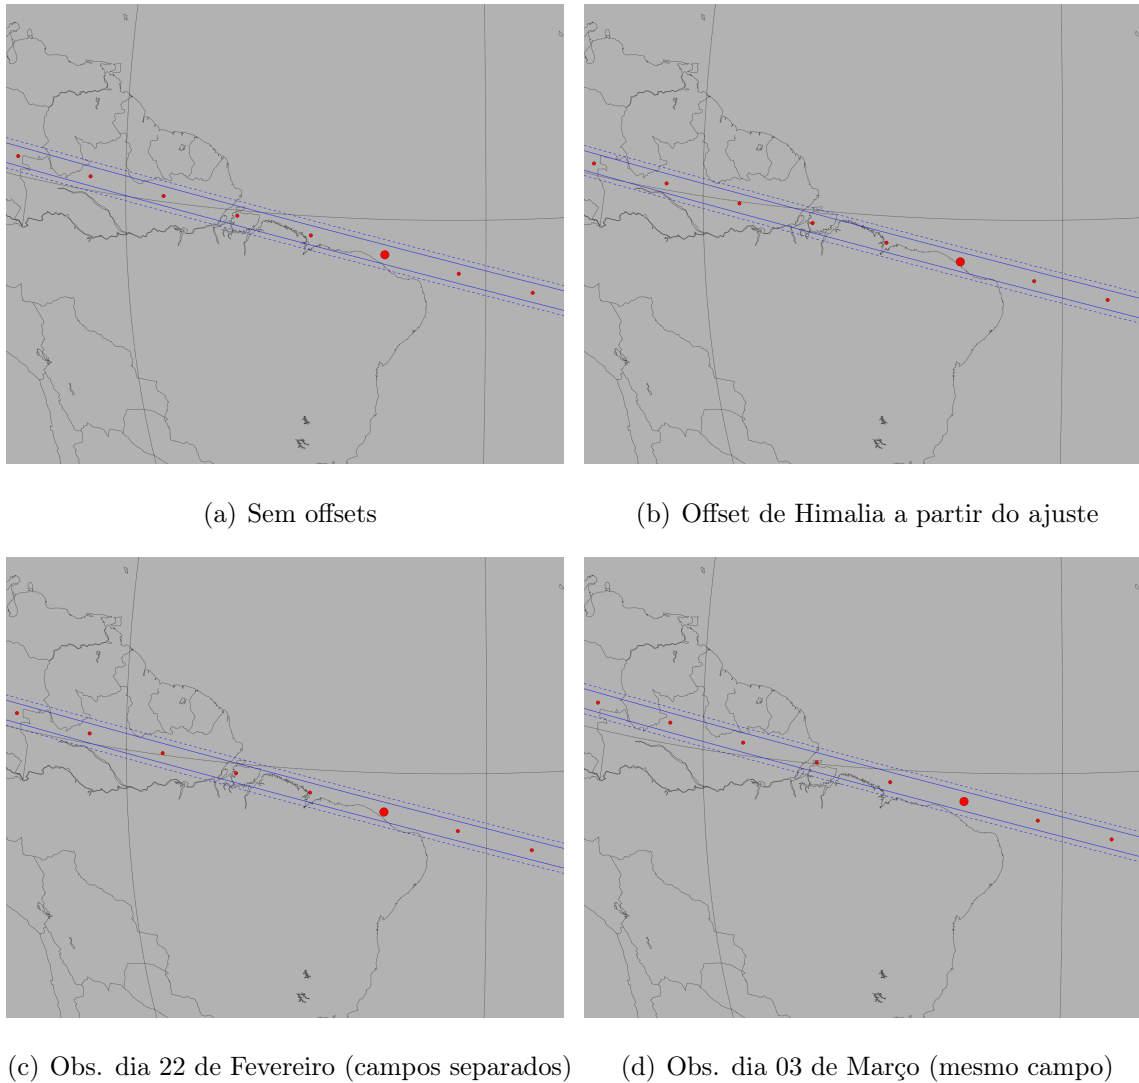 (a) Sem offsets
(b) Offset de Himalia a partir do ajuste
(c) Obs. dia 22 de Fevereiro (campos separados)
(d) Obs. dia 03 de Março (mesmo campo)